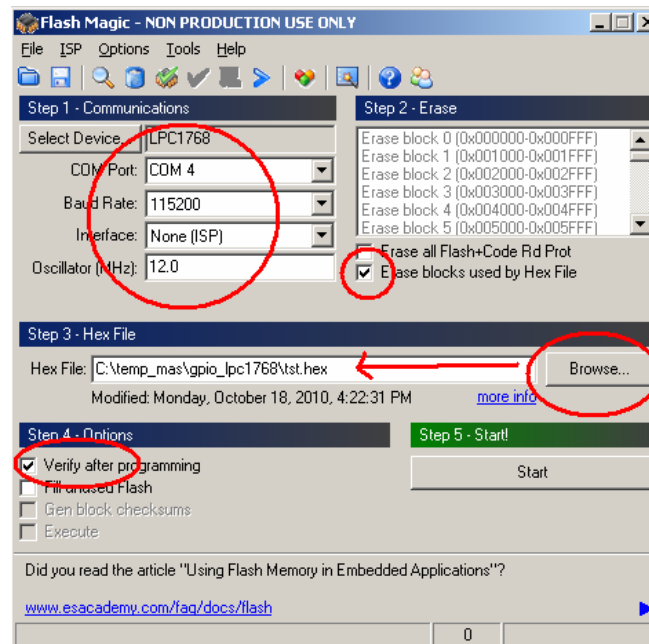 Flash Magic - NON PRODUCTION USE ONLY
File ISP Options Tools Help
Step 1 - Communications
Select Device... LPC1768
COM Port: COM 4
Baud Rate: 115200
Interface: None (ISP)
Oscillator (MHz): 12.0
Step 2 - Erase
Erase block 0 (0x000000-0x000FFF)
Erase block 1 (0x001000-0x001FFF)
Erase block 2 (0x002000-0x002FFF)
Erase block 3 (0x003000-0x003FFF)
Erase block 4 (0x004000-0x004FFF)
Erase block 5 (0x005000-0x005FFF)
Erase all Flash+Code Rd Prot
Erase blocks used by Hex File
Step 3 - Hex File
Hex File: C:\temp_mas\gpio_lpc1768\tst.hex Browse...
Modified: Monday, October 18, 2010, 4:22:31 PM more info
Step 4 - Options
Verify after programming
Fill unused Flash
Gen block checksums
Execute
Step 5 - Start!
Start
Did you read the article "Using Flash Memory in Embedded Applications"?
www.esacademy.com/faq/docs/flash
0